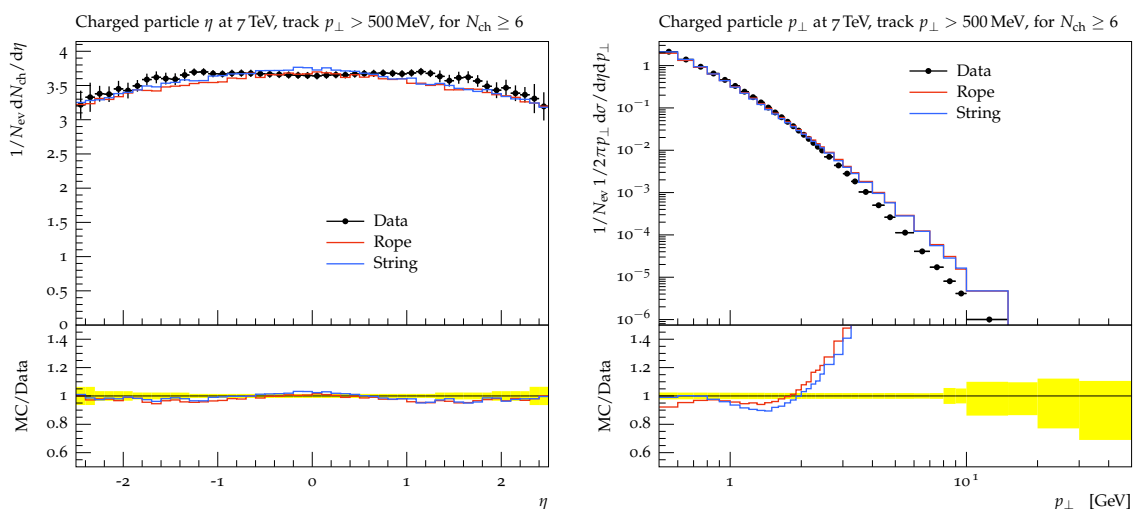 Charged particle η at 7 TeV, track p⊥ > 500 MeV, for Nch ≥ 6
1/Nev dNch/dη
4
3.5
3
2.5
2
1.5
1
0.5
0
Data
Rope
String
MC/Data
1.4
1.2
1
0.8
0.6
-2
-1
0
1
2
η
Charged particle p⊥ at 7 TeV, track p⊥ > 500 MeV, for Nch ≥ 6
1/Nev 1/2πp⊥ dσ/dηdp⊥
1
10⁻¹
10⁻²
10⁻³
10⁻⁴
10⁻⁵
10⁻⁶
Data
Rope
String
MC/Data
1.4
1.2
1
0.8
0.6
1
10¹
p⊥ [GeV]